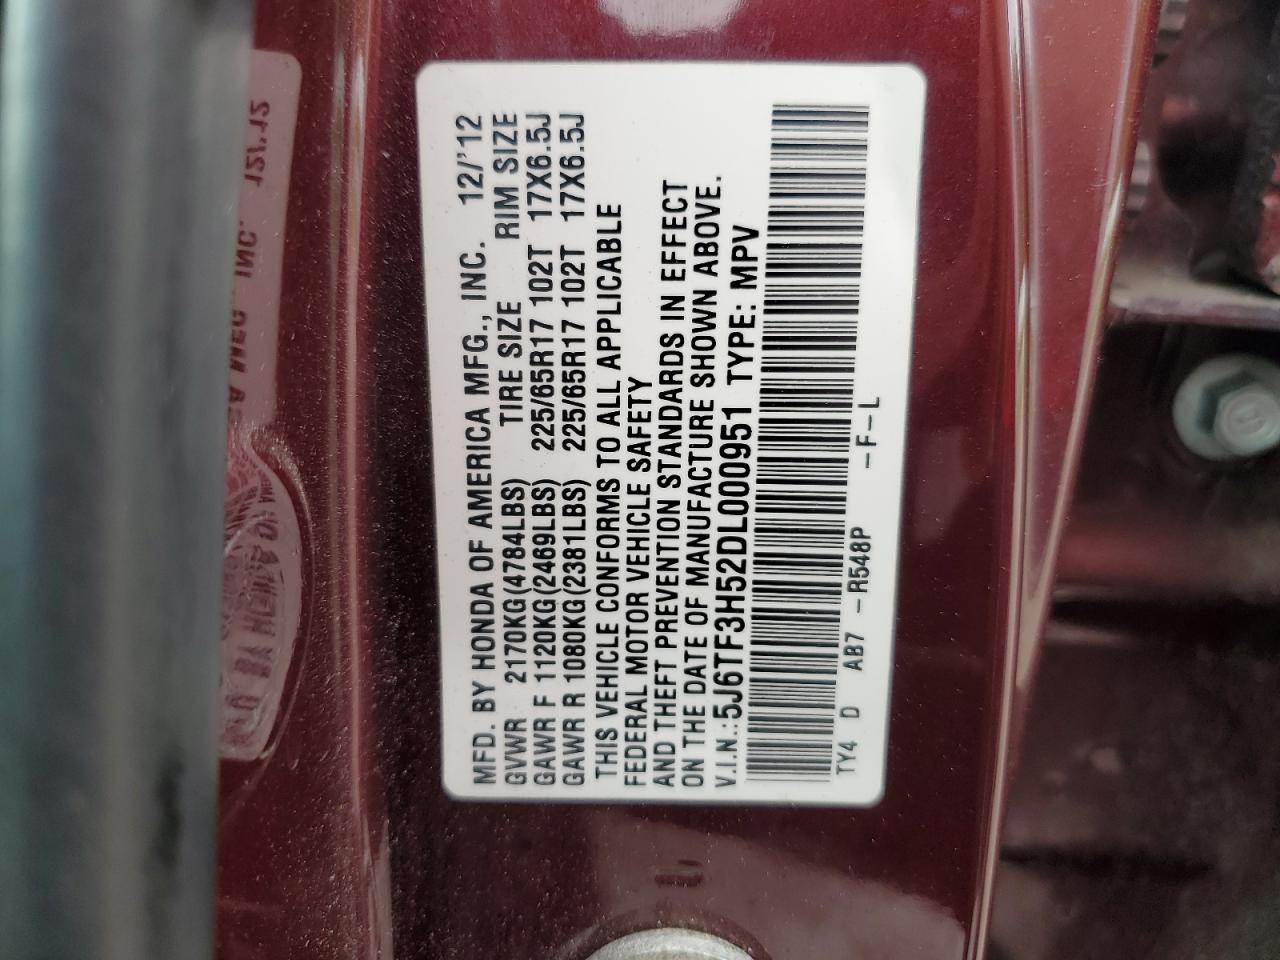 MFD. BY HONDA OF AMERICA MFG., INC. 12/'12
GVWR 2170KG(4784LBS) TIRE SIZE RIM SIZE
GAWR F 1120KG(2469LBS) 225/65R17 102T 17X6.5J
GAWR R 1080KG(2381LBS) 225/65R17 102T 17X6.5J
THIS VEHICLE CONFORMS TO ALL APPLICABLE
FEDERAL MOTOR VEHICLE SAFETY
AND THEFT PREVENTION STANDARDS IN EFFECT
ON THE DATE OF MANUFACTURE SHOWN ABOVE.
V.I.N.:5J6TF3H52DL000951 TYPE: MPV
TY4 D AB7 -R548P -F-L